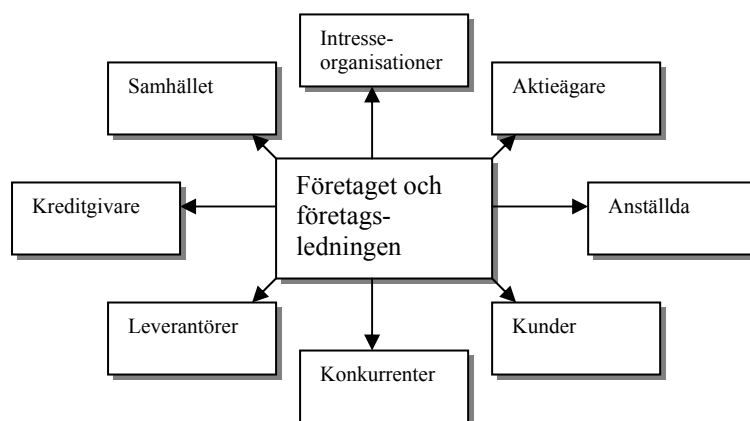 Intresse-
organisationer
Samhället
Aktieägare
Företaget och
företags-
ledningen
Kreditgivare
Anställda
Leverantörer
Kunder
Konkurrenter